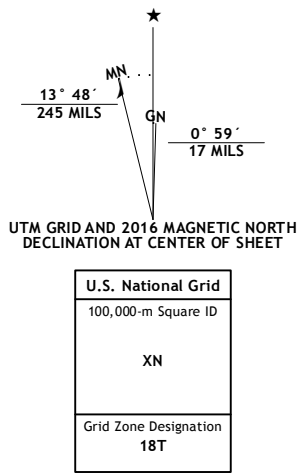 ★
MN
13° 48´
245 MILS
GN
0° 59´
17 MILS
UTM GRID AND 2016 MAGNETIC NORTH
DECLINATION AT CENTER OF SHEET
U.S. National Grid
100,000-m Square ID
XN
Grid Zone Designation
18T